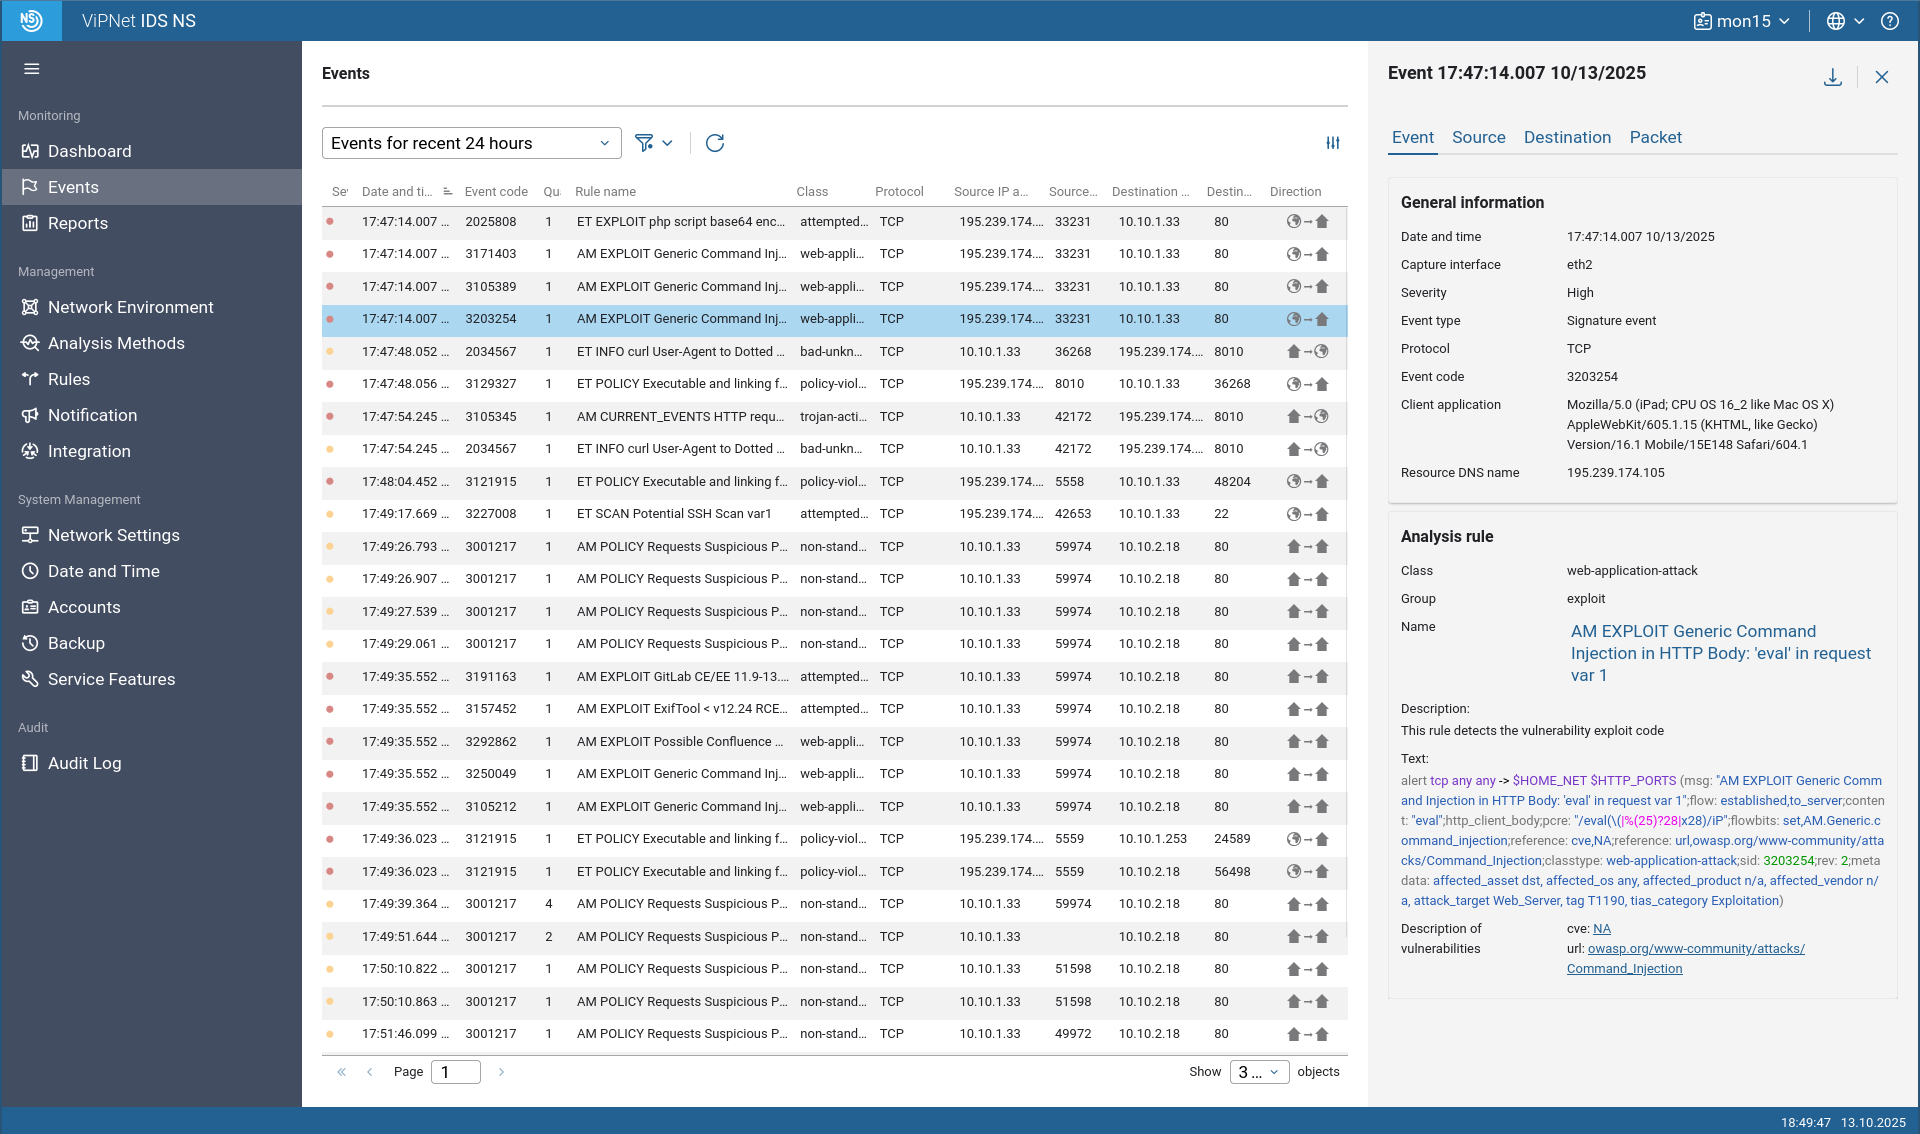 NS ViPNet IDS NS mon15
Monitoring
Dashboard
Events
Reports
Management
Network Environment
Analysis Methods
Rules
Notification
Integration
System Management
Network Settings
Date and Time
Accounts
Backup
Service Features
Audit
Audit Log
Events
Events for recent 24 hours
Se Date and ti... Event code Qu Rule name Class Protocol Source IP a... Source... Destination ... Destin... Direction
17:47:14.007 ... 2025808 1 ET EXPLOIT php script base64 enc... attempted... TCP 195.239.174.... 33231 10.10.1.33 80
17:47:14.007 ... 3171403 1 AM EXPLOIT Generic Command Inj... web-appli... TCP 195.239.174.... 33231 10.10.1.33 80
17:47:14.007 ... 3105389 1 AM EXPLOIT Generic Command Inj... web-appli... TCP 195.239.174.... 33231 10.10.1.33 80
17:47:14.007 ... 3203254 1 AM EXPLOIT Generic Command Inj... web-appli... TCP 195.239.174.... 33231 10.10.1.33 80
17:47:48.052 ... 2034567 1 ET INFO curl User-Agent to Dotted ... bad-unkn... TCP 10.10.1.33 36268 195.239.174.... 8010
17:47:48.056 ... 3129327 1 ET POLICY Executable and linking f... policy-viol... TCP 195.239.174.... 8010 10.10.1.33 36268
17:47:54.245 ... 3105345 1 AM CURRENT_EVENTS HTTP requ... trojan-acti... TCP 10.10.1.33 42172 195.239.174.... 8010
17:47:54.245 ... 2034567 1 ET INFO curl User-Agent to Dotted ... bad-unkn... TCP 10.10.1.33 42172 195.239.174.... 8010
17:48:04.452 ... 3121915 1 ET POLICY Executable and linking f... policy-viol... TCP 195.239.174.... 5558 10.10.1.33 48204
17:49:17.669 ... 3227008 1 ET SCAN Potential SSH Scan var1 attempted... TCP 195.239.174.... 42653 10.10.1.33 22
17:49:26.793 ... 3001217 1 AM POLICY Requests Suspicious P... non-stand... TCP 10.10.1.33 59974 10.10.2.18 80
17:49:26.907 ... 3001217 1 AM POLICY Requests Suspicious P... non-stand... TCP 10.10.1.33 59974 10.10.2.18 80
17:49:27.539 ... 3001217 1 AM POLICY Requests Suspicious P... non-stand... TCP 10.10.1.33 59974 10.10.2.18 80
17:49:29.061 ... 3001217 1 AM POLICY Requests Suspicious P... non-stand... TCP 10.10.1.33 59974 10.10.2.18 80
17:49:35.552 ... 3191163 1 AM EXPLOIT GitLab CE/EE 11.9-13.... attempted... TCP 10.10.1.33 59974 10.10.2.18 80
17:49:35.552 ... 3157452 1 AM EXPLOIT ExifTool < v12.24 RCE... attempted... TCP 10.10.1.33 59974 10.10.2.18 80
17:49:35.552 ... 3292862 1 AM EXPLOIT Possible Confluence ... web-appli... TCP 10.10.1.33 59974 10.10.2.18 80
17:49:35.552 ... 3250049 1 AM EXPLOIT Generic Command Inj... web-appli... TCP 10.10.1.33 59974 10.10.2.18 80
17:49:35.552 ... 3105212 1 AM EXPLOIT Generic Command Inj... web-appli... TCP 10.10.1.33 59974 10.10.2.18 80
17:49:36.023 ... 3121915 1 ET POLICY Executable and linking f... policy-viol... TCP 195.239.174.... 5559 10.10.1.253 24589
17:49:36.023 ... 3121915 1 ET POLICY Executable and linking f... policy-viol... TCP 195.239.174.... 5559 10.10.2.18 56498
17:49:39.364 ... 3001217 4 AM POLICY Requests Suspicious P... non-stand... TCP 10.10.1.33 59974 10.10.2.18 80
17:49:51.644 ... 3001217 2 AM POLICY Requests Suspicious P... non-stand... TCP 10.10.1.33 10.10.2.18 80
17:50:10.822 ... 3001217 1 AM POLICY Requests Suspicious P... non-stand... TCP 10.10.1.33 51598 10.10.2.18 80
17:50:10.863 ... 3001217 1 AM POLICY Requests Suspicious P... non-stand... TCP 10.10.1.33 51598 10.10.2.18 80
17:51:46.099 ... 3001217 1 AM POLICY Requests Suspicious P... non-stand... TCP 10.10.1.33 49972 10.10.2.18 80
Page 1 Show 3 ... objects
Event 17:47:14.007 10/13/2025
Event Source Destination Packet
General information
Date and time 17:47:14.007 10/13/2025
Capture interface eth2
Severity High
Event type Signature event
Protocol TCP
Event code 3203254
Client application Mozilla/5.0 (iPad; CPU OS 16_2 like Mac OS X)
AppleWebKit/605.1.15 (KHTML, like Gecko)
Version/16.1 Mobile/15E148 Safari/604.1
Resource DNS name 195.239.174.105
Analysis rule
Class web-application-attack
Group exploit
Name AM EXPLOIT Generic Command
Injection in HTTP Body: 'eval' in request
var 1
Description:
This rule detects the vulnerability exploit code
Text:
alert tcp any any -> $HOME_NET $HTTP_PORTS (msg: "AM EXPLOIT Generic Comm
and Injection in HTTP Body: 'eval' in request var 1";flow: established,to_server;conten
t: "eval";http_client_body;pcre: "/eval(\(|%(25)?28|x28)/iP";flowbits: set,AM.Generic.c
ommand_injection;reference: cve,NA;reference: url,owasp.org/www-community/atta
cks/Command_Injection;classtype: web-application-attack;sid: 3203254;rev: 2;meta
data: affected_asset dst, affected_os any, affected_product n/a, affected_vendor n/
a, attack_target Web_Server, tag T1190, tias_category Exploitation)
Description of cve: NA
vulnerabilities url: owasp.org/www-community/attacks/
Command_Injection
18:49:47 13.10.2025